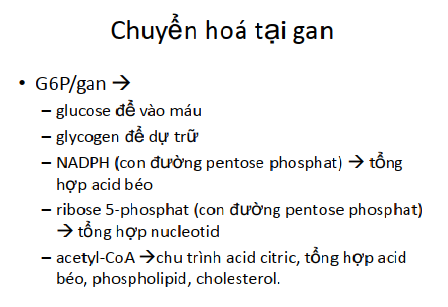 Chuyển hoá tại gan
• G6P/gan →
– glucose để vào máu
– glycogen để dự trữ
– NADPH (con đường pentose phosphat) → tổng
hợp acid béo
– ribose 5-phosphat (con đường pentose phosphat)
→ tổng hợp nucleotid
– acetyl-CoA →chu trình acid citric, tổng hợp acid
béo, phospholipid, cholesterol.